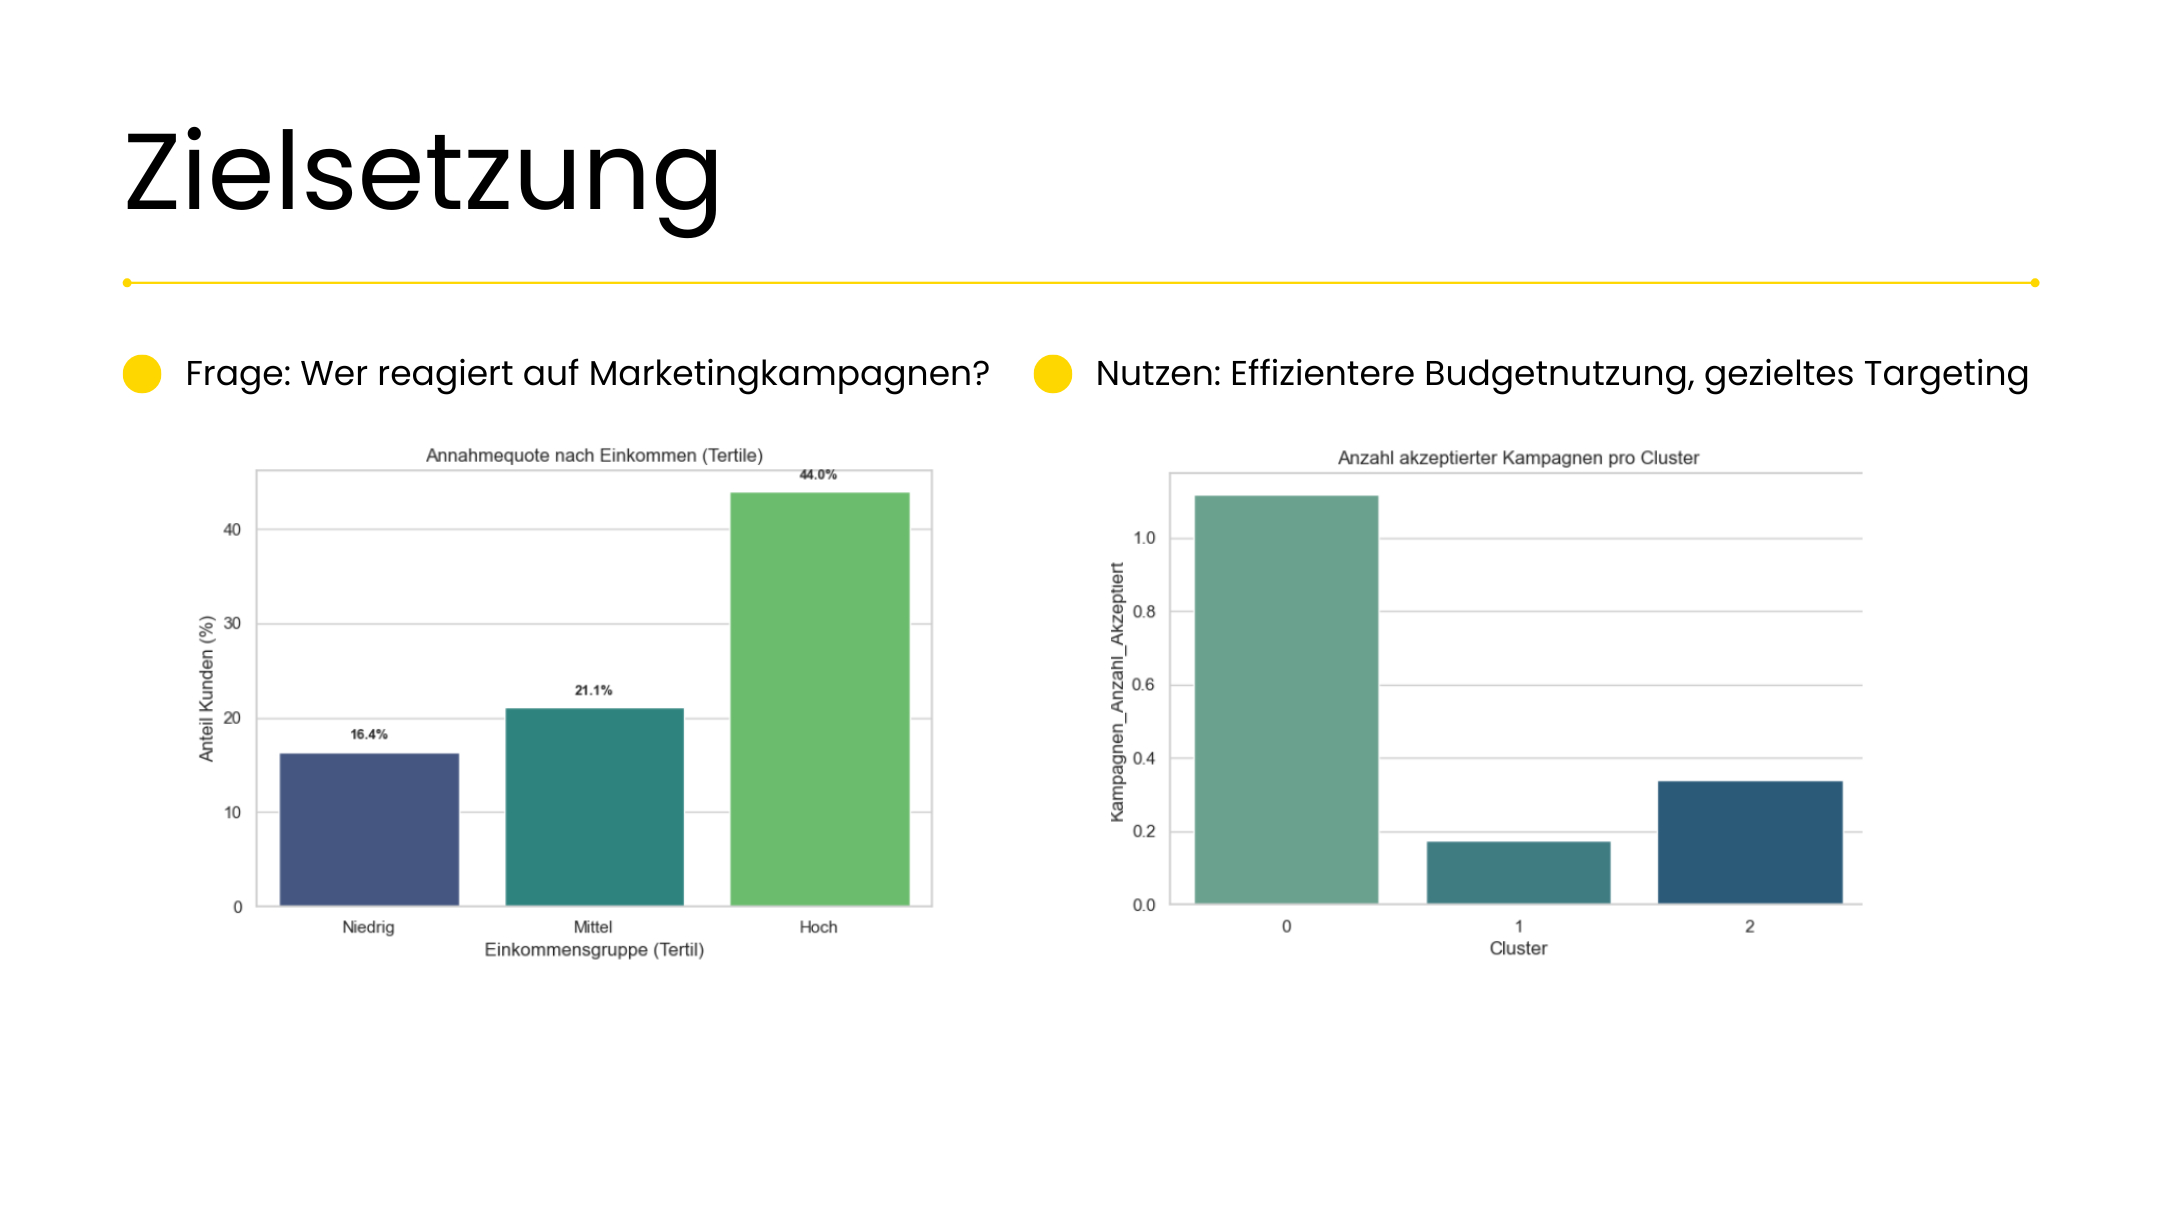 Zielsetzung
Frage: Wer reagiert auf Marketingkampagnen?
Nutzen: Effizientere Budgetnutzung, gezieltes Targeting
Annahmequote nach Einkommen (Tertile)
Anteil Kunden (%)
40
30
20
10
0
16.4%
21.1%
44.0%
Niedrig
Mittel
Hoch
Einkommensgruppe (Tertil)
Anzahl akzeptierter Kampagnen pro Cluster
Kampagnen_Anzahl_Akzeptiert
1.0
0.8
0.6
0.4
0.2
0.0
0
1
2
Cluster